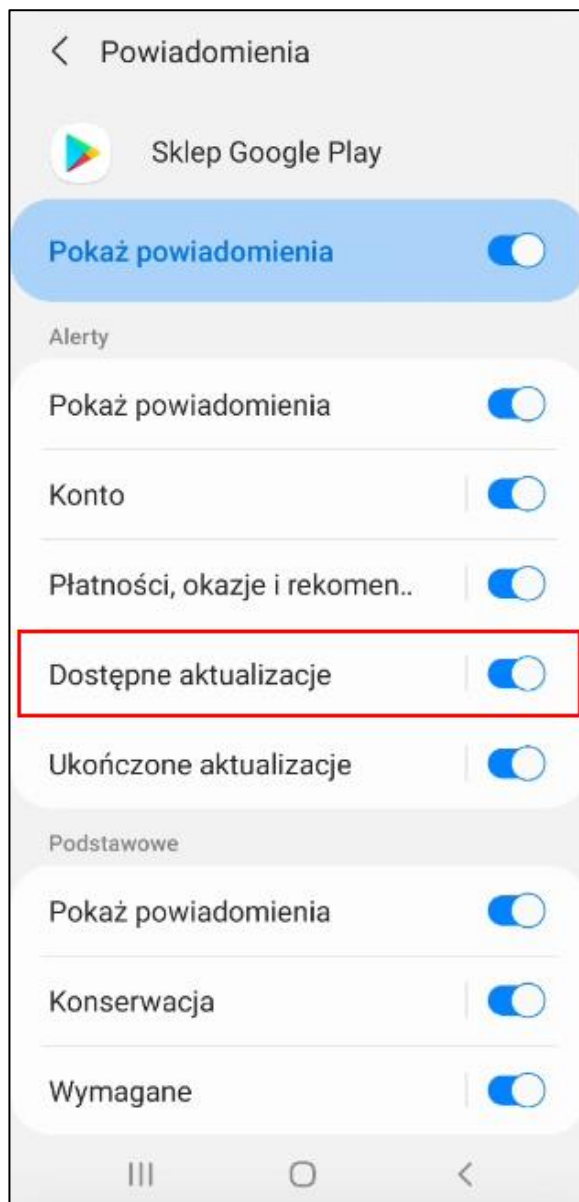 Powiadomienia
Sklep Google Play
Pokaż powiadomienia
Alerty
Pokaż powiadomienia
Konto
Płatności, okazje i rekomen..
Dostępne aktualizacje
Ukończone aktualizacje
Podstawowe
Pokaż powiadomienia
Konserwacja
Wymagane